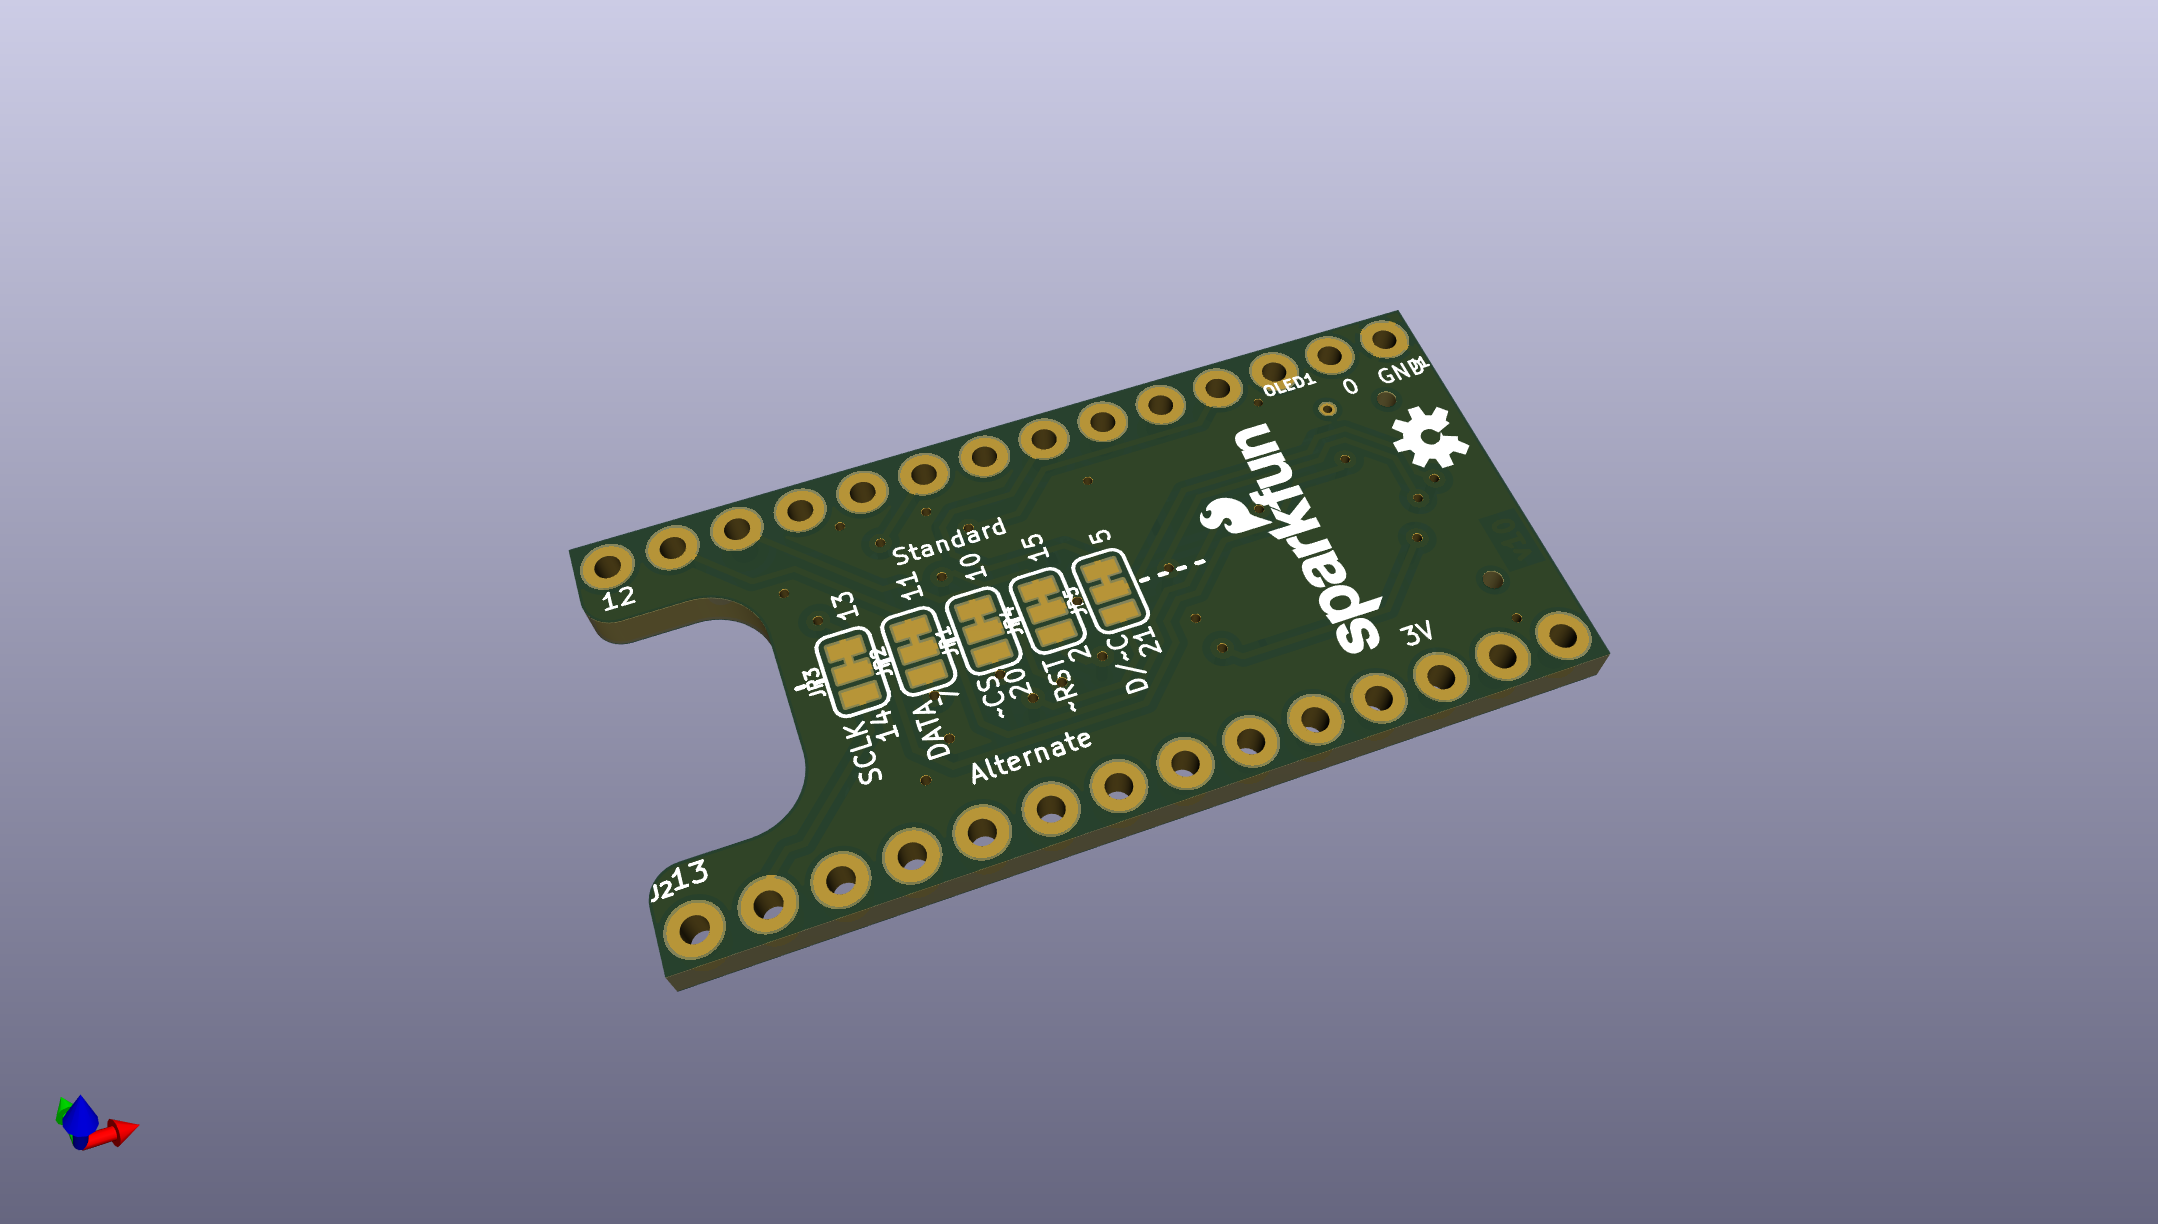 OLED1
0
GND
J1
sparkfun
12
Standard
13
11
10
15
5
JP3
JP2
JP1
JP4
JP5
SCLK
14
DATA
7
~CS
20
~RST
2
D/~C
21
Alternate
3V
J2
13